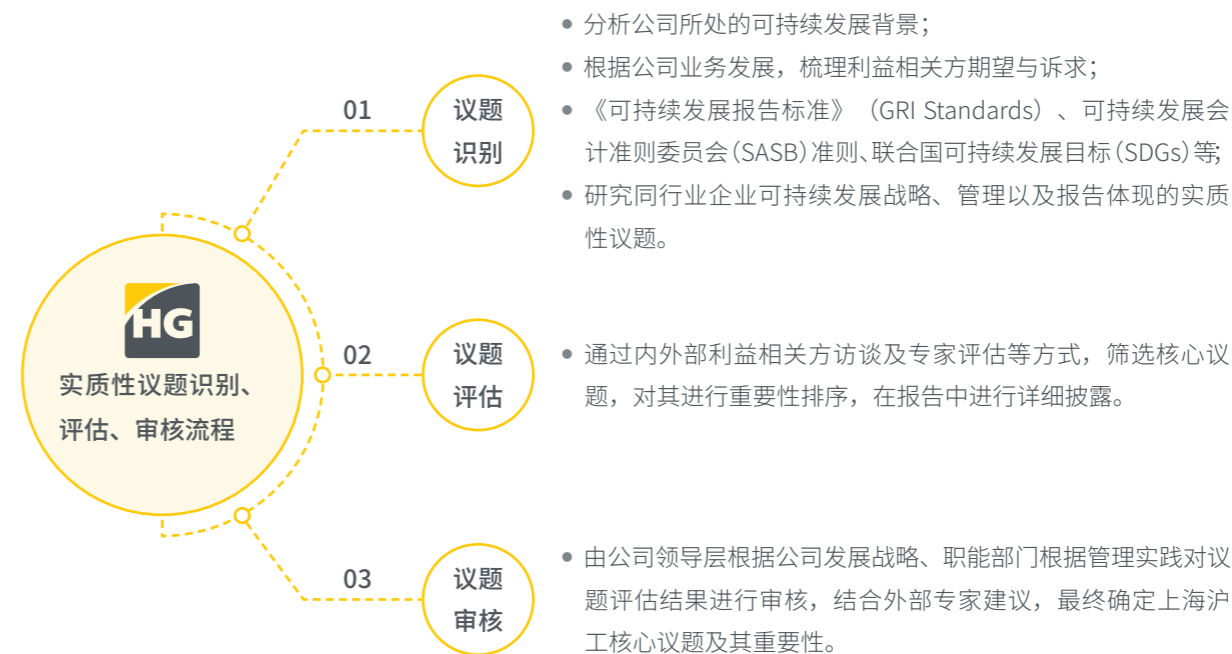 HG
实质性议题识别、
评估、审核流程
01
议题
识别
• 分析公司所处的可持续发展背景；
• 根据公司业务发展，梳理利益相关方期望与诉求；
• 《可持续发展报告标准》（GRI Standards）、可持续发展会
计准则委员会（SASB）准则、联合国可持续发展目标（SDGs）等；
• 研究同行业企业可持续发展战略、管理以及报告体现的实质
性议题。
02
议题
评估
• 通过内外部利益相关方访谈及专家评估等方式，筛选核心议
题，对其进行重要性排序，在报告中进行详细披露。
03
议题
审核
• 由公司领导层根据公司发展战略、职能部门根据管理实践对议
题评估结果进行审核，结合外部专家建议，最终确定上海沪
工核心议题及其重要性。